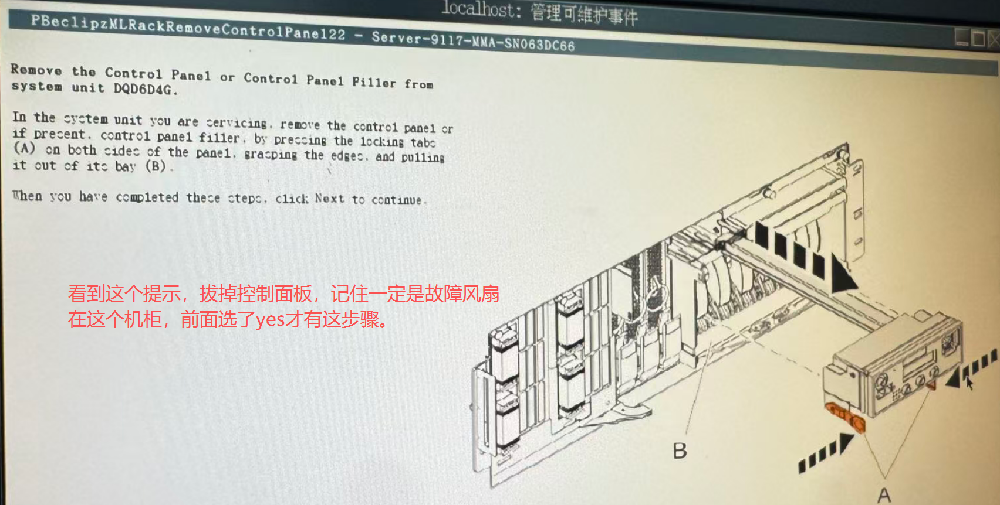 localhost: 管理可维护事件
PBeclipzMLRackRemoveControlPanel22 - Server-9117-MMA-SN063DC66
Remove the Control Panel or Control Panel Filler from
system unit DQD6D4G.
In the system unit you are servicing, remove the control panel or
if present, control panel filler, by pressing the locking tabs
(A) on both sides of the panel, grasping the edges, and pulling
it out of its bay (B).
When you have completed these steps, click Next to continue.
看到这个提示，拔掉控制面板，记住一定是故障风扇
在这个机柜，前面选了yes才有这步骤。
B
A